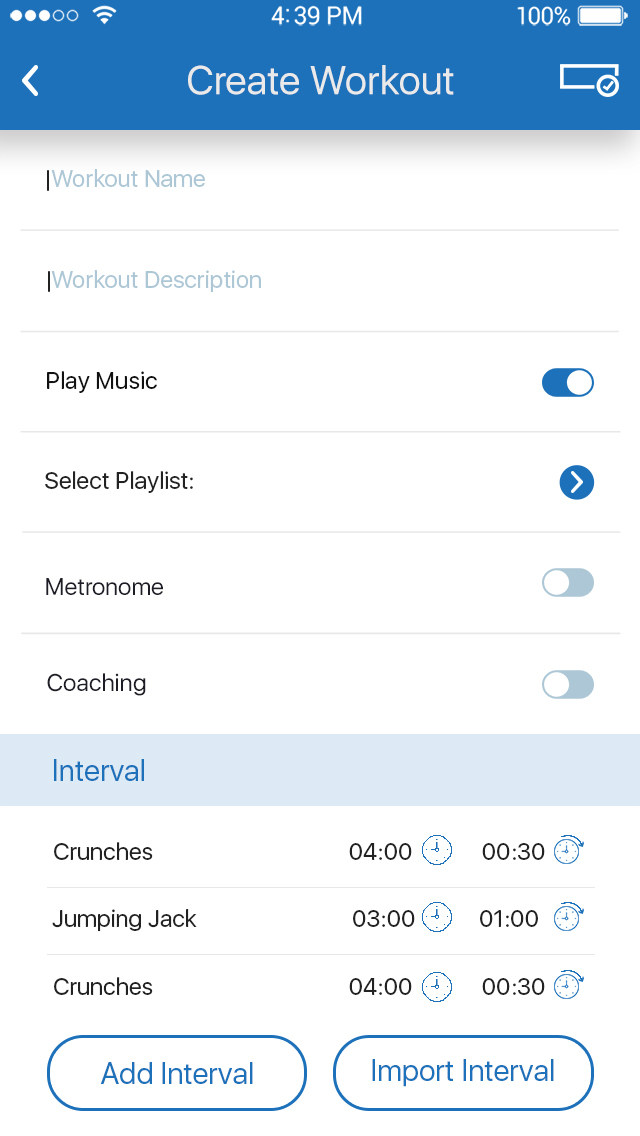 4:39 PM 100%
Create Workout
Workout Name
Workout Description
Play Music
Select Playlist:
Metronome
Coaching
Interval
Crunches 04:00 00:30
Jumping Jack 03:00 01:00
Crunches 04:00 00:30
Add Interval Import Interval